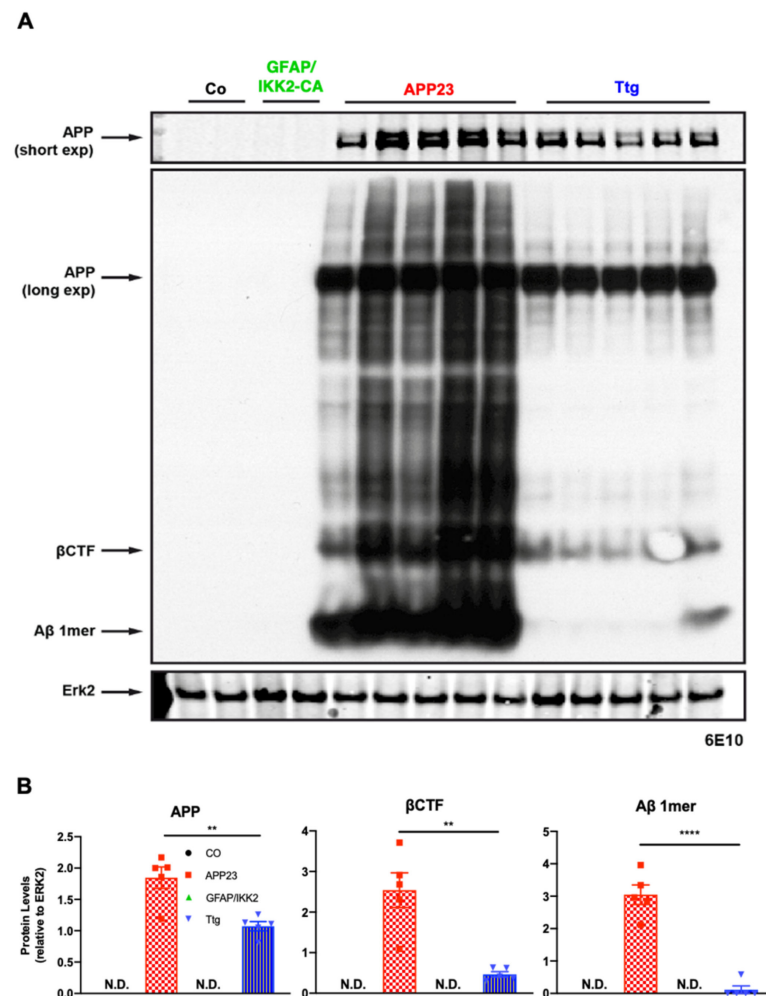 A
Co
GFAP/
IKK2-CA
APP23
Ttg
APP
(short exp)
APP
(long exp)
βCTF
Aβ 1mer
Erk2
6E10
B
APP
Protein Levels
(relative to ERK2)
2.5
2.0
1.5
1.0
0.5
0.0
**
CO
APP23
GFAP/IKK2
Ttg
N.D.
N.D.
βCTF
4
3
2
1
0
**
N.D.
N.D.
Aβ 1mer
5
4
3
2
1
0
****
N.D.
N.D.